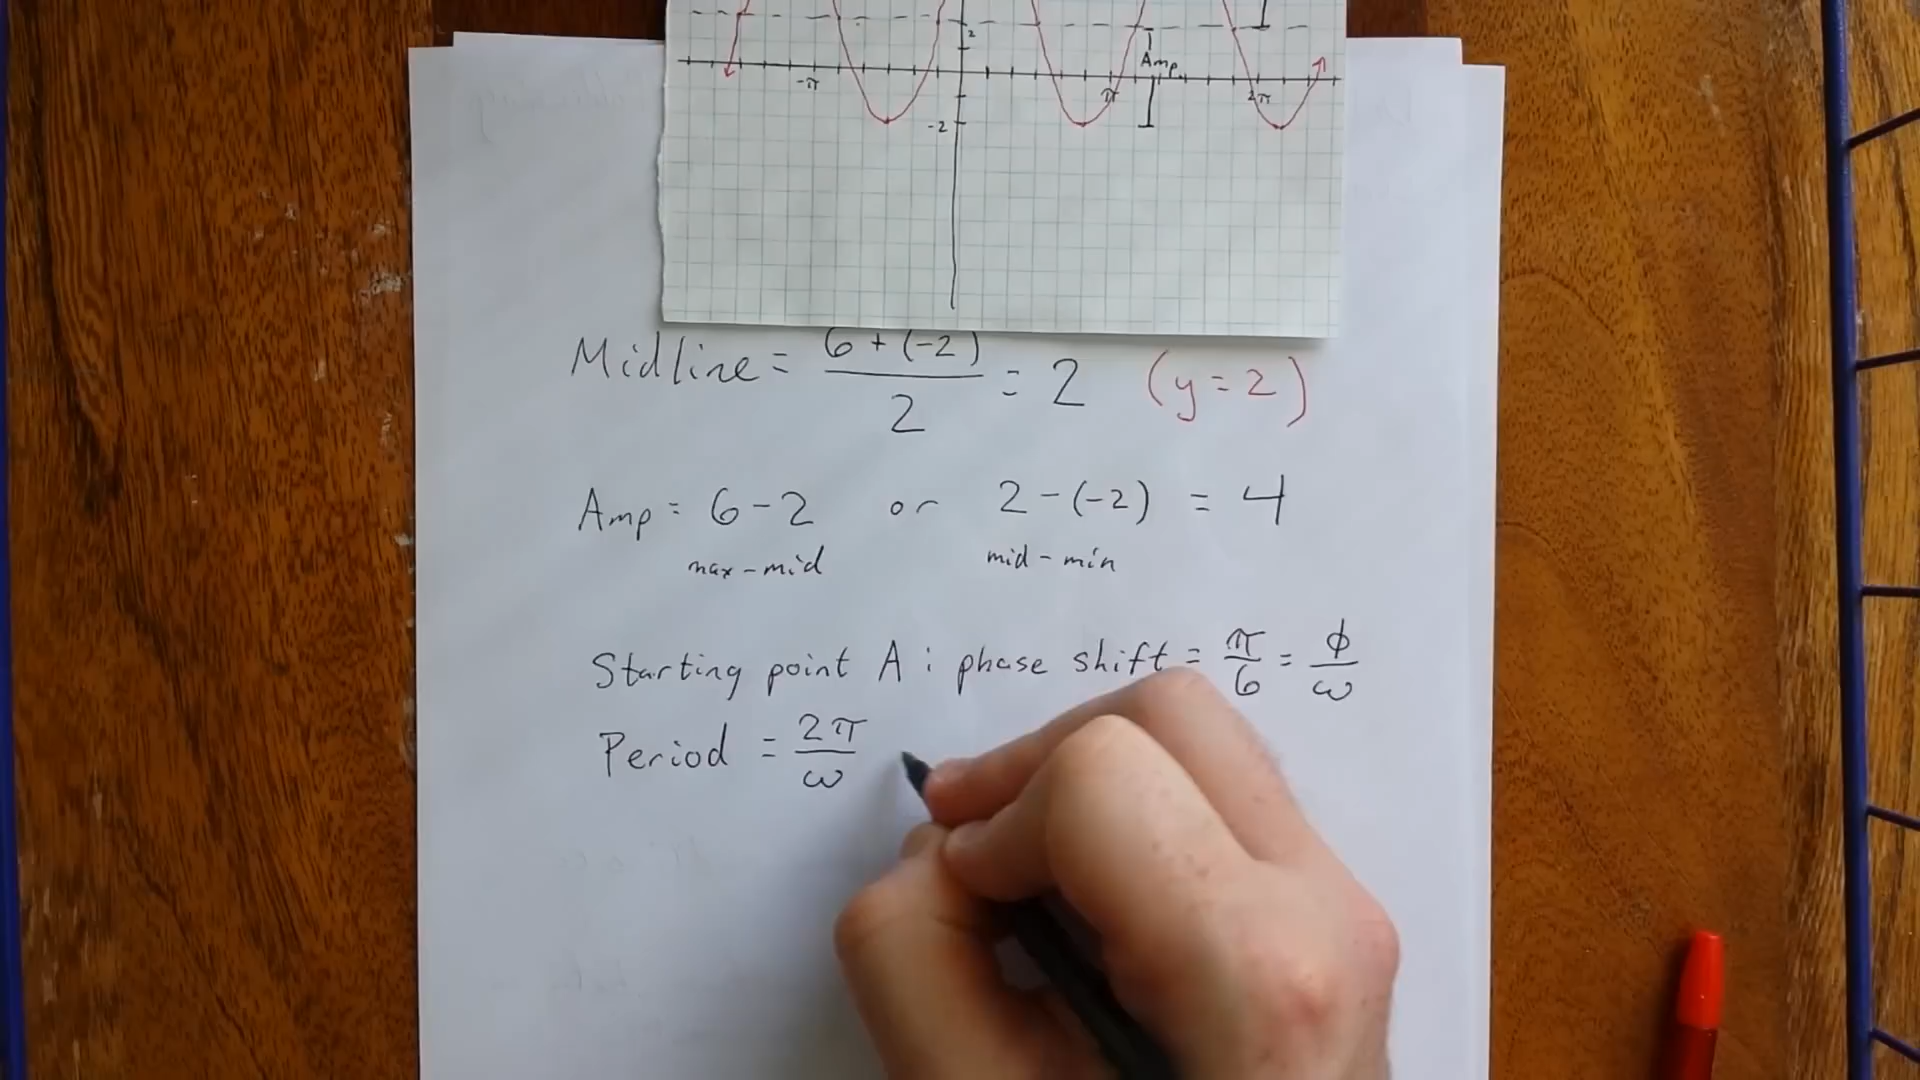 2
Amp.
-π π 2π
-2
Midline = 6 + (-2) / 2 = 2 (y = 2)
Amp = 6 - 2 or 2 - (-2) = 4
max - mid mid - min
Starting point A : phase shift = π/6 = ϕ/ω
Period = 2π/ω